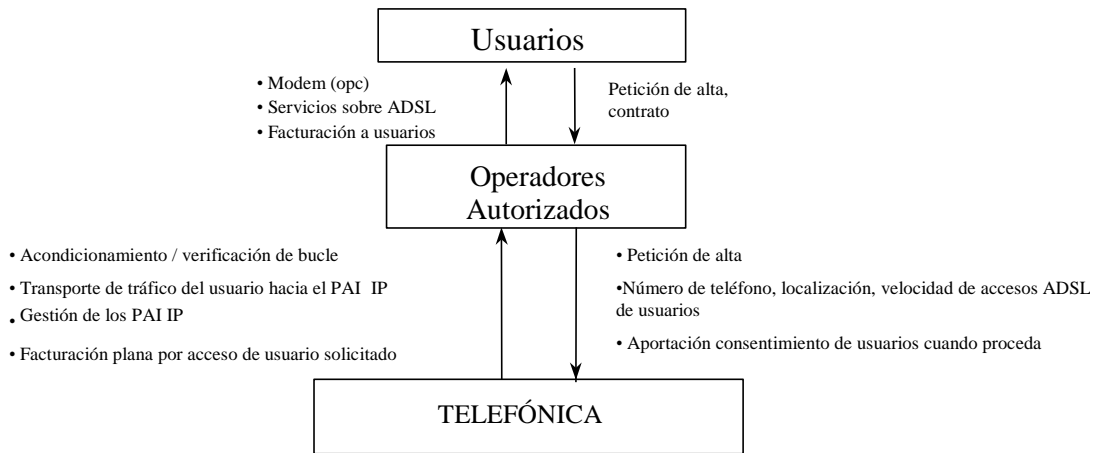 Usuarios
• Modem (opc)
• Servicios sobre ADSL
• Facturación a usuarios
Petición de alta,
contrato
Operadores
Autorizados
• Acondicionamiento / verificación de bucle
• Transporte de tráfico del usuario hacia el PAI IP
• Gestión de los PAI IP
• Facturación plana por acceso de usuario solicitado
• Petición de alta
•Número de teléfono, localización, velocidad de accesos ADSL
de usuarios
• Aportación consentimiento de usuarios cuando proceda
TELEFÓNICA